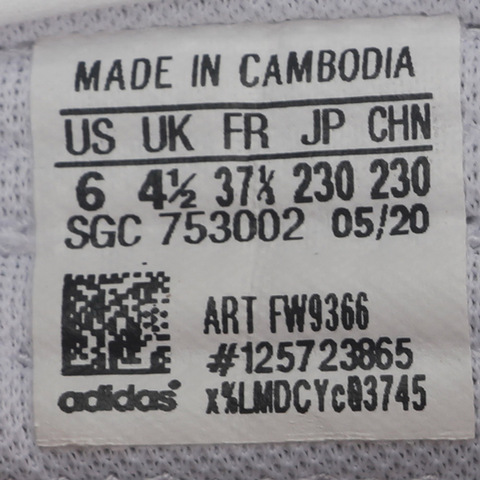 MADE IN CAMBODIA
US UK FR JP CHN
6 4½ 37⅓ 230 230
SGC 753002 05/20
ART FW9366
#125723865
adidas x%LMDCYcQ3745